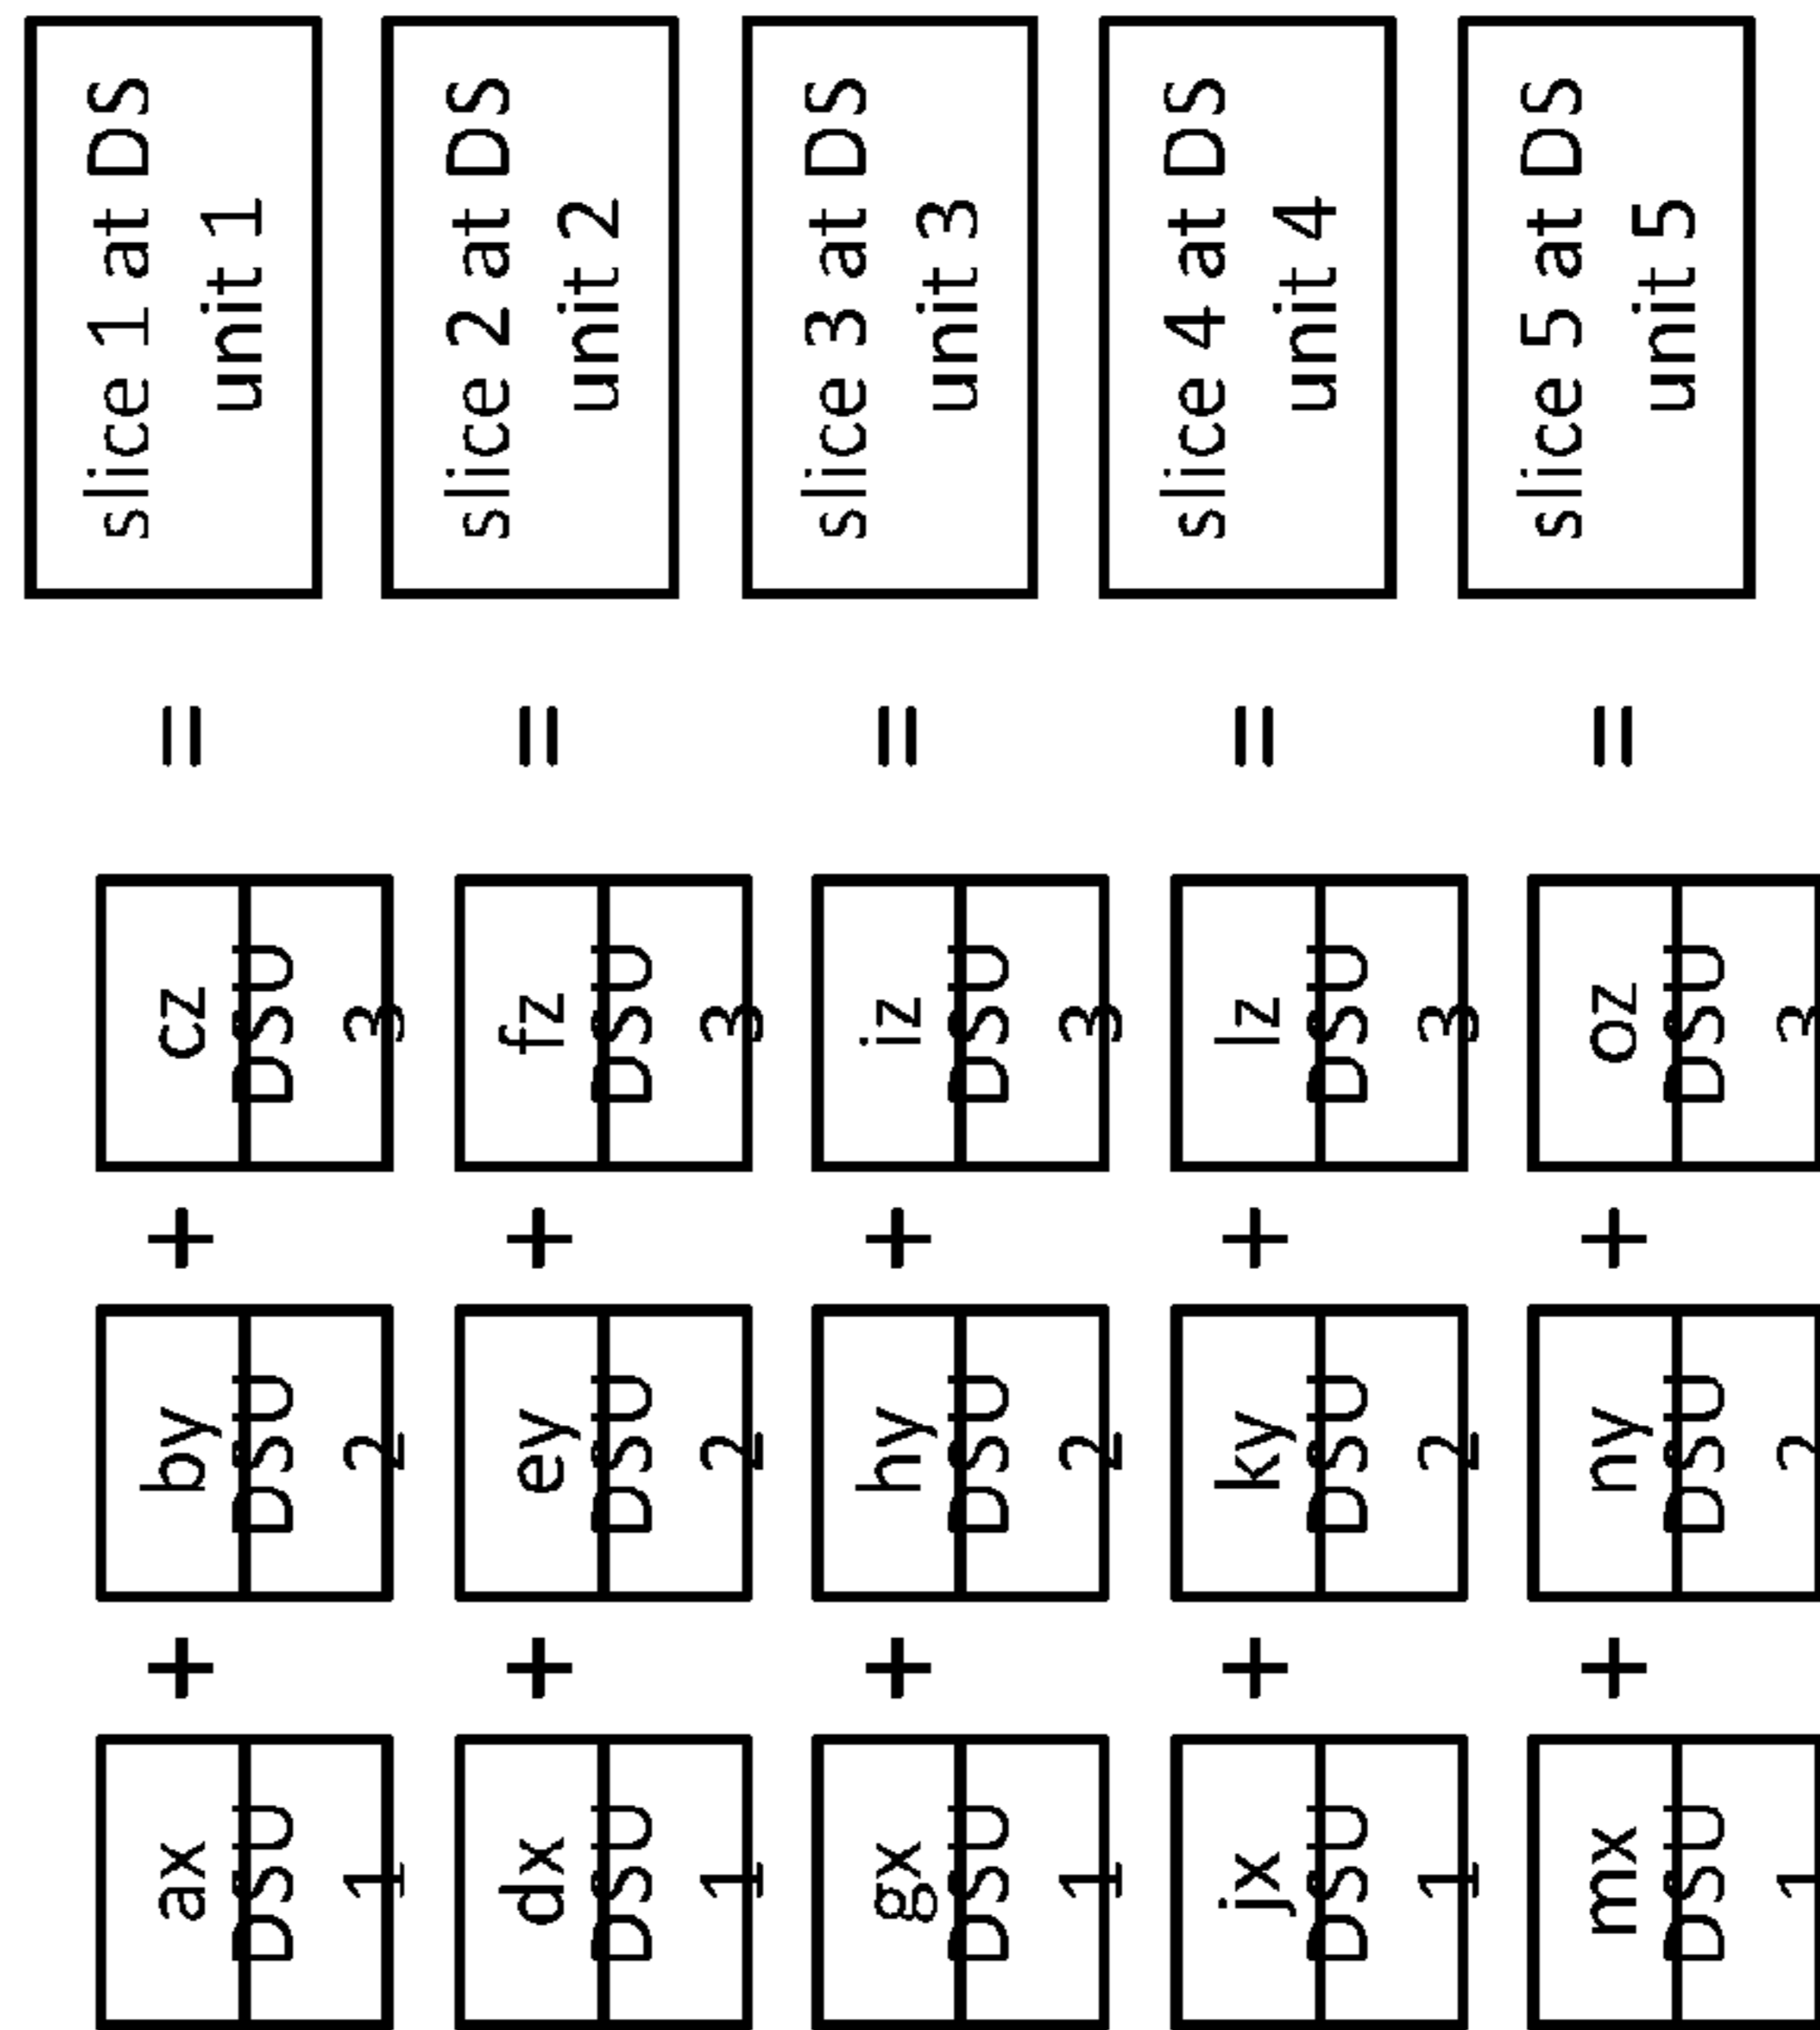 ax + by + cz = slice 1 at DS
DSU DSU DSU unit 1
1 2 3
dx + ey + fz = slice 2 at DS
DSU DSU DSU unit 2
1 2 3
gx + hy + iz = slice 3 at DS
DSU DSU DSU unit 3
1 2 3
jx + ky + lz = slice 4 at DS
DSU DSU DSU unit 4
1 2 3
mx + ny + oz = slice 5 at DS
DSU DSU DSU unit 5
1 2 3